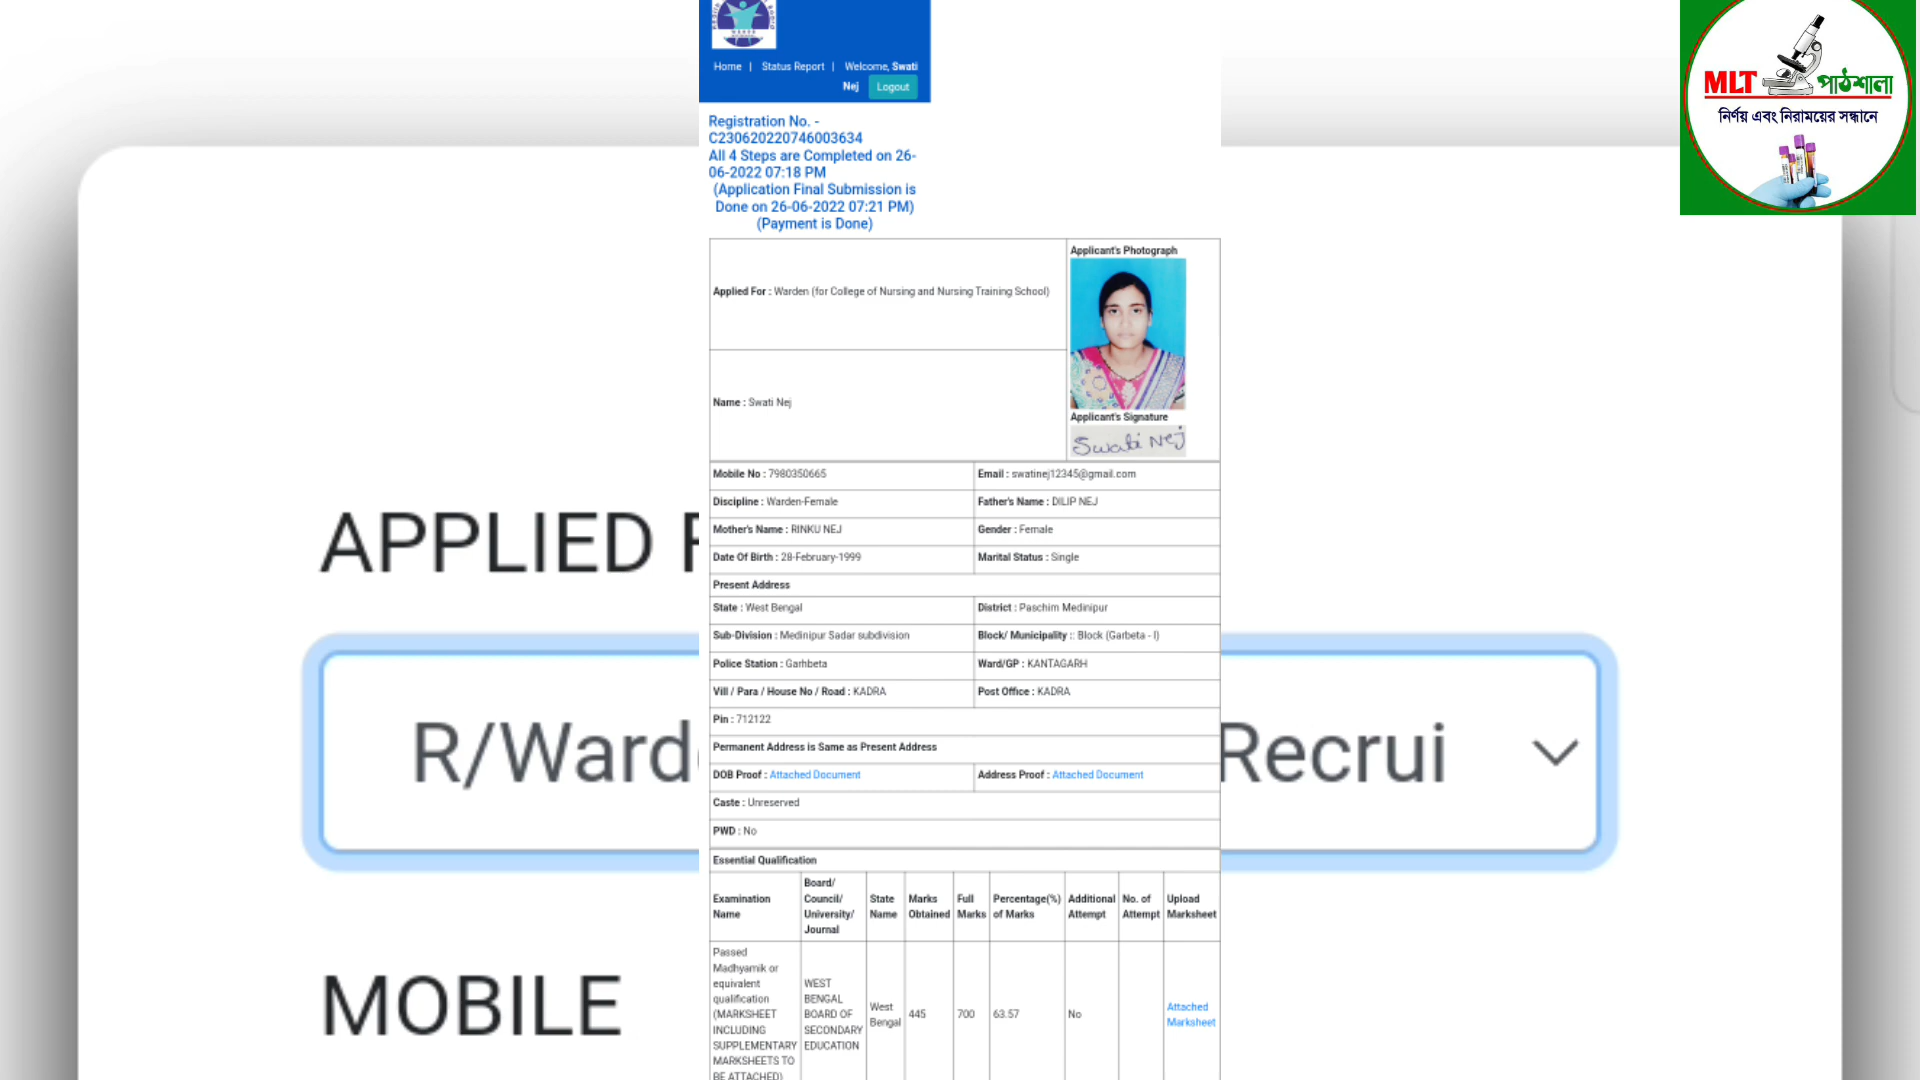 Home | Status Report | Welcome, Swati
Nej Logout
Registration No. -
C230620220746003634
All 4 Steps are Completed on 26-
06-2022 07:18 PM
(Application Final Submission is
Done on 26-06-2022 07:21 PM)
(Payment is Done)
Applied For : Warden (for College of Nursing and Nursing Training School)
Applicant's Photograph
Name : Swati Nej
Applicant's Signature
Swati Nej
Mobile No : 7980350665 Email : swatinej12345@gmail.com
Discipline : Warden-Female Father's Name : DILIP NEJ
Mother's Name : RINKU NEJ Gender : Female
Date Of Birth : 28-February-1999 Marital Status : Single
Present Address
State : West Bengal District : Paschim Medinipur
Sub-Division : Medinipur Sadar subdivision Block/ Municipality :: Block (Garbeta - I)
Police Station : Garhbeta Ward/GP : KANTAGARH
Vill / Para / House No / Road : KADRA Post Office : KADRA
Pin : 712122
Permanent Address is Same as Present Address
DOB Proof : Attached Document Address Proof : Attached Document
Caste : Unreserved
PWD : No
Essential Qualification
Examination
Name
Board/
Council/
University/
Journal
State
Name
Marks
Obtained
Full
Marks
Percentage(%)
of Marks
Additional
Attempt
No. of
Attempt
Upload
Marksheet
Passed
Madhyamik or
equivalent
qualification
(MARKSHEET
INCLUDING
SUPPLEMENTARY
MARKSHEETS TO
BE ATTACHED)
WEST
BENGAL
BOARD OF
SECONDARY
EDUCATION
West
Bengal
445
700
63.57
No
Attached
Marksheet
APPLIED F
R/Ward
Recrui
MOBILE
MLT পাঠশালা
নির্ণয় এবং নিরাময়ের সন্ধানে